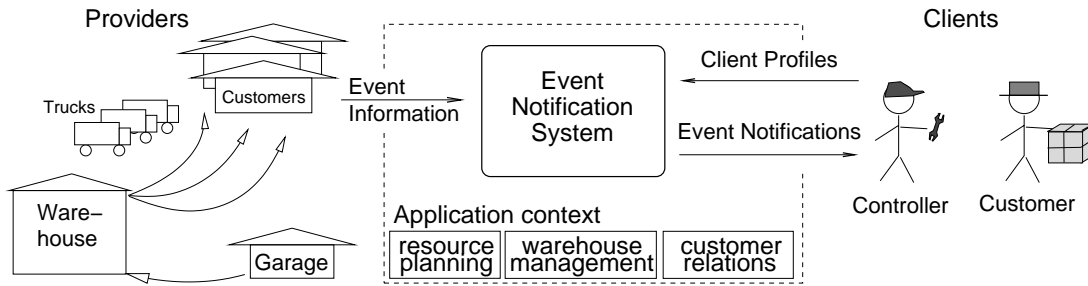 Providers
Clients
Trucks
Customers
Event
Information
Event
Notification
System
Client Profiles
Event Notifications
Ware–
house
Garage
Application context
resource
planning
warehouse
management
customer
relations
Controller
Customer